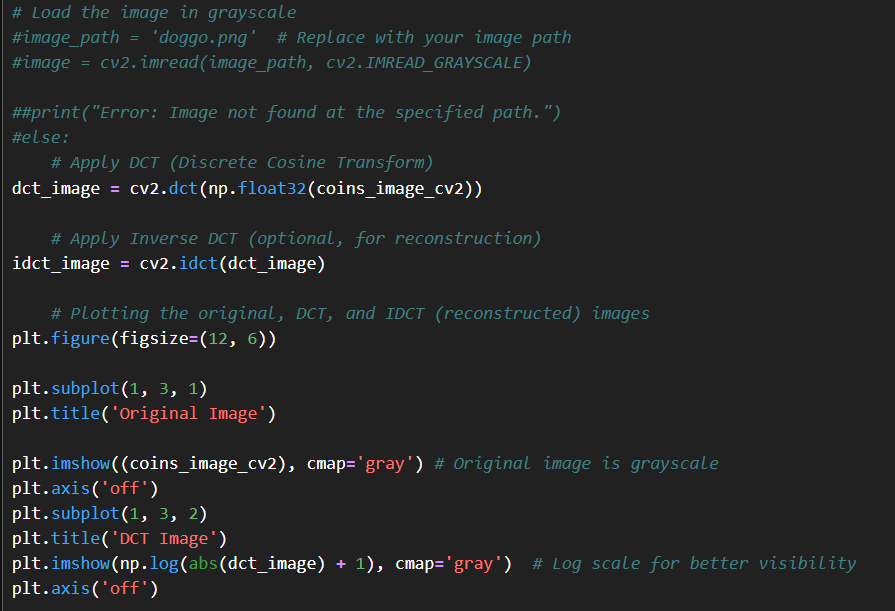 # Load the image in grayscale
#image_path = 'doggo.png'  # Replace with your image path
#image = cv2.imread(image_path, cv2.IMREAD_GRAYSCALE)
##print("Error: Image not found at the specified path.")
#else:
    # Apply DCT (Discrete Cosine Transform)
dct_image = cv2.dct(np.float32(coins_image_cv2))
    # Apply Inverse DCT (optional, for reconstruction)
idct_image = cv2.idct(dct_image)
    # Plotting the original, DCT, and IDCT (reconstructed) images
plt.figure(figsize=(12, 6))
plt.subplot(1, 3, 1)
plt.title('Original Image')
plt.imshow((coins_image_cv2), cmap='gray') # Original image is grayscale
plt.axis('off')
plt.subplot(1, 3, 2)
plt.title('DCT Image')
plt.imshow(np.log(abs(dct_image) + 1), cmap='gray')  # Log scale for better visibility
plt.axis('off')